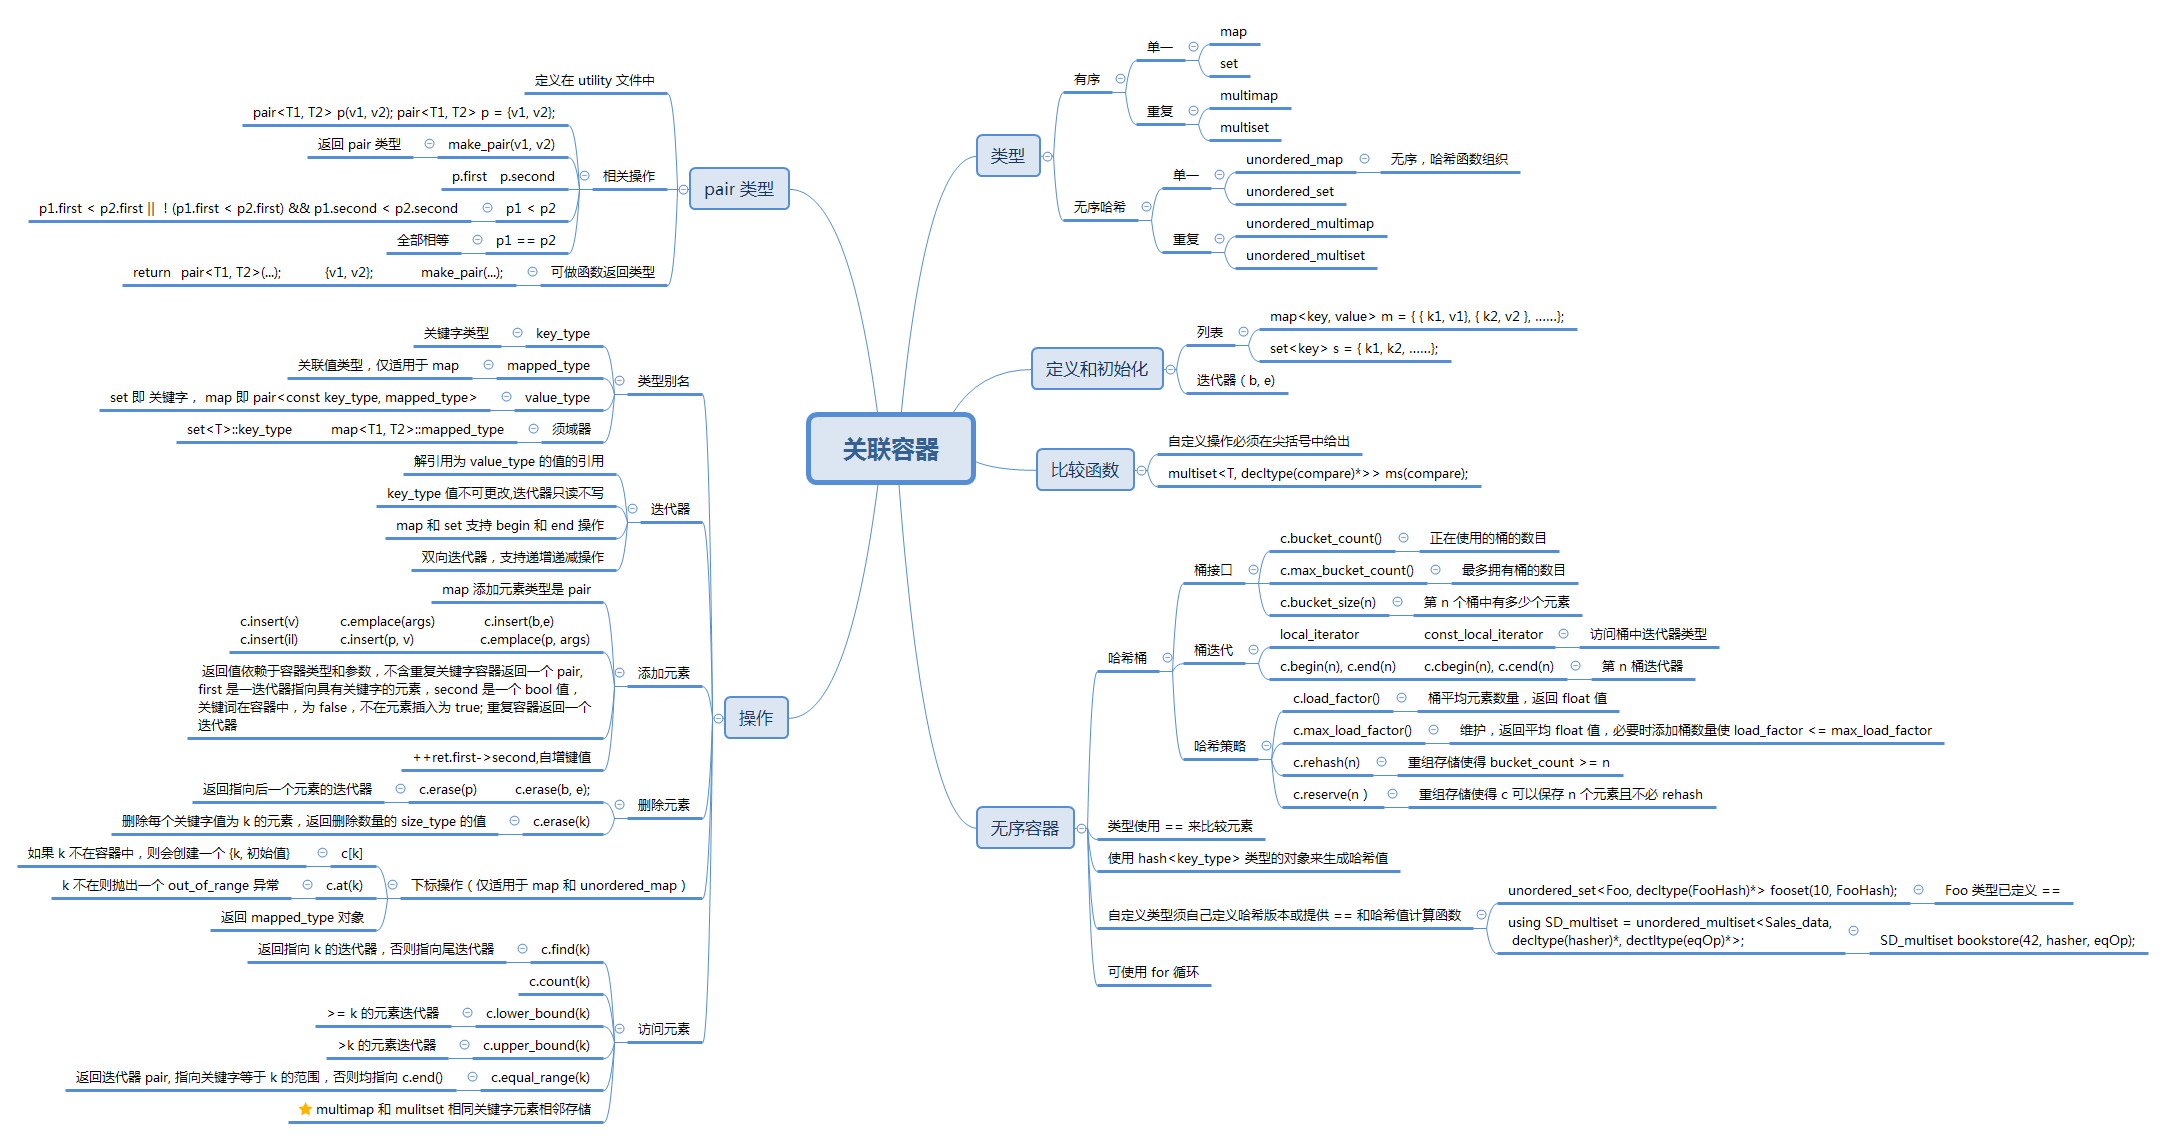 关联容器
类型
有序
单一
map
set
重复
multimap
multiset
无序哈希
单一
unordered_map
无序，哈希函数组织
unordered_set
重复
unordered_multimap
unordered_multiset
定义和初始化
列表
map<key, value> m = { { k1, v1}, { k2, v2 }, ......};
set<key> s = { k1, k2, ......};
迭代器 ( b, e)
比较函数
自定义操作必须在尖括号中给出
multiset<T, decltype(compare)*>> ms(compare);
无序容器
哈希桶
桶接口
c.bucket_count()
正在使用的桶的数目
c.max_bucket_count()
最多拥有桶的数目
c.bucket_size(n)
第 n 个桶中有多少个元素
桶迭代
local_iterator const_local_iterator
访问桶中迭代器类型
c.begin(n), c.end(n) c.cbegin(n), c.cend(n)
第 n 桶迭代器
哈希策略
c.load_factor()
桶平均元素数量，返回 float 值
c.max_load_factor()
维护，返回平均 float 值，必要时添加桶数量使 load_factor <= max_load_factor
c.rehash(n)
重组存储使得 bucket_count >= n
c.reserve(n )
重组存储使得 c 可以保存 n 个元素且不必 rehash
类型使用 == 来比较元素
使用 hash<key_type> 类型的对象来生成哈希值
自定义类型须自己定义哈希版本或提供 == 和哈希值计算函数
unordered_set<Foo, decltype(FooHash)*> fooset(10, FooHash);
Foo 类型已定义 ==
using SD_multiset = unordered_multiset<Sales_data,
decltype(hasher)*, dectltype(eqOp)*>;
SD_multiset bookstore(42, hasher, eqOp);
可使用 for 循环
pair 类型
定义在 utility 文件中
相关操作
pair<T1, T2> p(v1, v2); pair<T1, T2> p = {v1, v2};
make_pair(v1, v2)
返回 pair 类型
p.first p.second
p1 < p2
p1.first < p2.first || ! (p1.first < p2.first) && p1.second < p2.second
p1 == p2
全部相等
可做函数返回类型
return pair<T1, T2>(...); {v1, v2}; make_pair(...);
操作
类型别名
key_type
关键字类型
mapped_type
关联值类型，仅适用于 map
value_type
set 即 关键字， map 即 pair<const key_type, mapped_type>
须域器
set<T>::key_type map<T1, T2>::mapped_type
迭代器
解引用为 value_type 的值的引用
key_type 值不可更改,迭代器只读不写
map 和 set 支持 begin 和 end 操作
双向迭代器，支持递增递减操作
添加元素
map 添加元素类型是 pair
c.insert(v) c.emplace(args) c.insert(b,e)
c.insert(il) c.insert(p, v) c.emplace(p, args)
返回值依赖于容器类型和参数，不含重复关键字容器返回一个 pair,
first 是一迭代器指向具有关键字的元素，second 是一个 bool 值，
关键词在容器中，为 false，不在元素插入为 true; 重复容器返回一个
迭代器
++ret.first->second,自增键值
删除元素
c.erase(p) c.erase(b, e);
返回指向后一个元素的迭代器
c.erase(k)
删除每个关键字值为 k 的元素，返回删除数量的 size_type 的值
下标操作（仅适用于 map 和 unordered_map）
c[k]
如果 k 不在容器中，则会创建一个 {k, 初始值}
c.at(k)
k 不在则抛出一个 out_of_range 异常
返回 mapped_type 对象
访问元素
c.find(k)
返回指向 k 的迭代器，否则指向尾迭代器
c.count(k)
c.lower_bound(k)
>= k 的元素迭代器
c.upper_bound(k)
>k 的元素迭代器
c.equal_range(k)
返回迭代器 pair, 指向关键字等于 k 的范围，否则均指向 c.end()
multimap 和 mulitset 相同关键字元素相邻存储